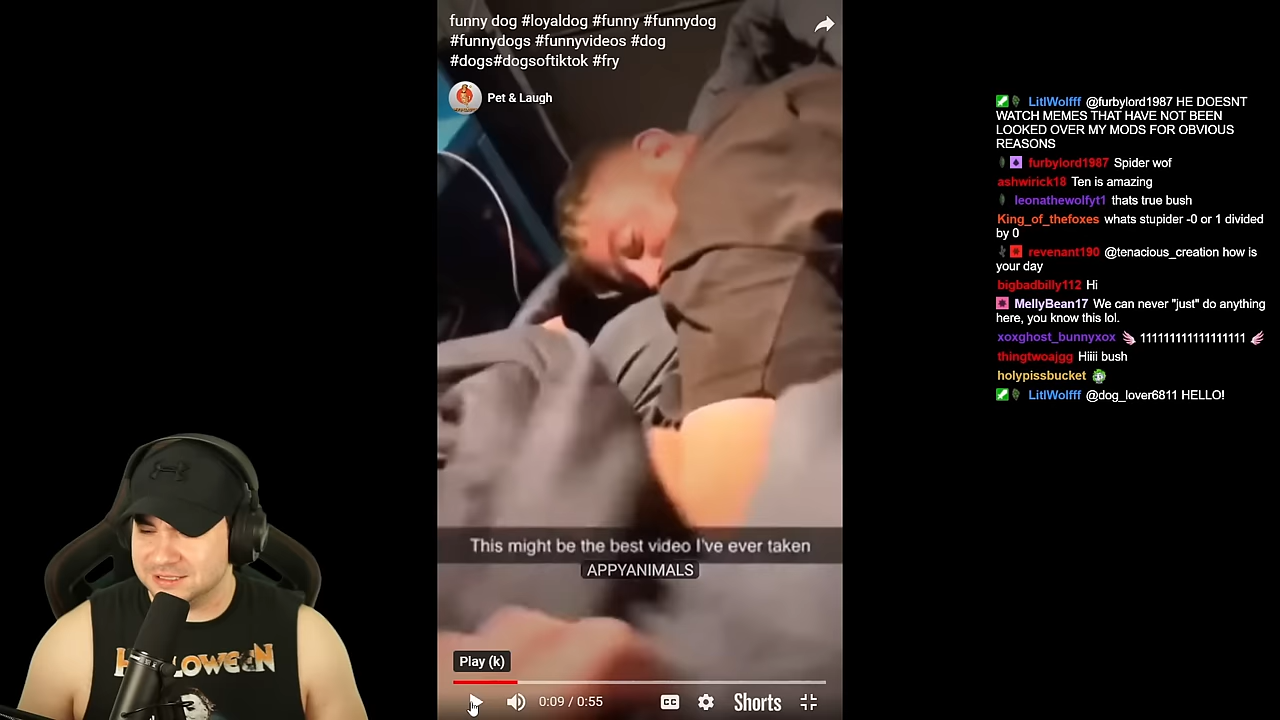 funny dog #loyaldog #funny #funnydog
#funnydogs #funnyvideos #dog
#dogs#dogsoftiktok #fry
Pet & Laugh
This might be the best video I've ever taken
APPYANIMALS
Play (k)
0:09 / 0:55
CC
Shorts
HALLOWEEN
LitlWolfff @furbylord1987 HE DOESNT
WATCH MEMES THAT HAVE NOT BEEN
LOOKED OVER MY MODS FOR OBVIOUS
REASONS
furbylord1987 Spider wof
ashwirick18 Ten is amazing
leonathewolfyt1 thats true bush
King_of_thefoxes whats stupider -0 or 1 divided
by 0
revenant190 @tenacious_creation how is
your day
bigbadbilly112 Hi
MellyBean17 We can never "just" do anything
here, you know this lol.
xoxghost_bunnyxox 111111111111111111
thingtwoajgg Hiiii bush
holypissbucket
LitlWolfff @dog_lover6811 HELLO!